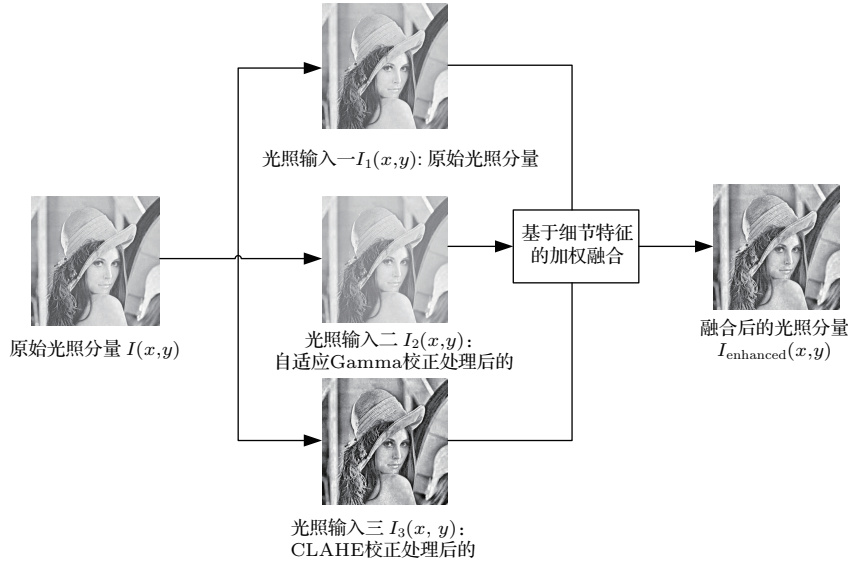 光照输入一I₁(x,y): 原始光照分量
基于细节特征
的加权融合
原始光照分量 I(x,y)
光照输入二 I₂(x,y)：
自适应Gamma校正处理后的
融合后的光照分量
I_enhanced(x,y)
光照输入三 I₃(x, y)：
CLAHE校正处理后的